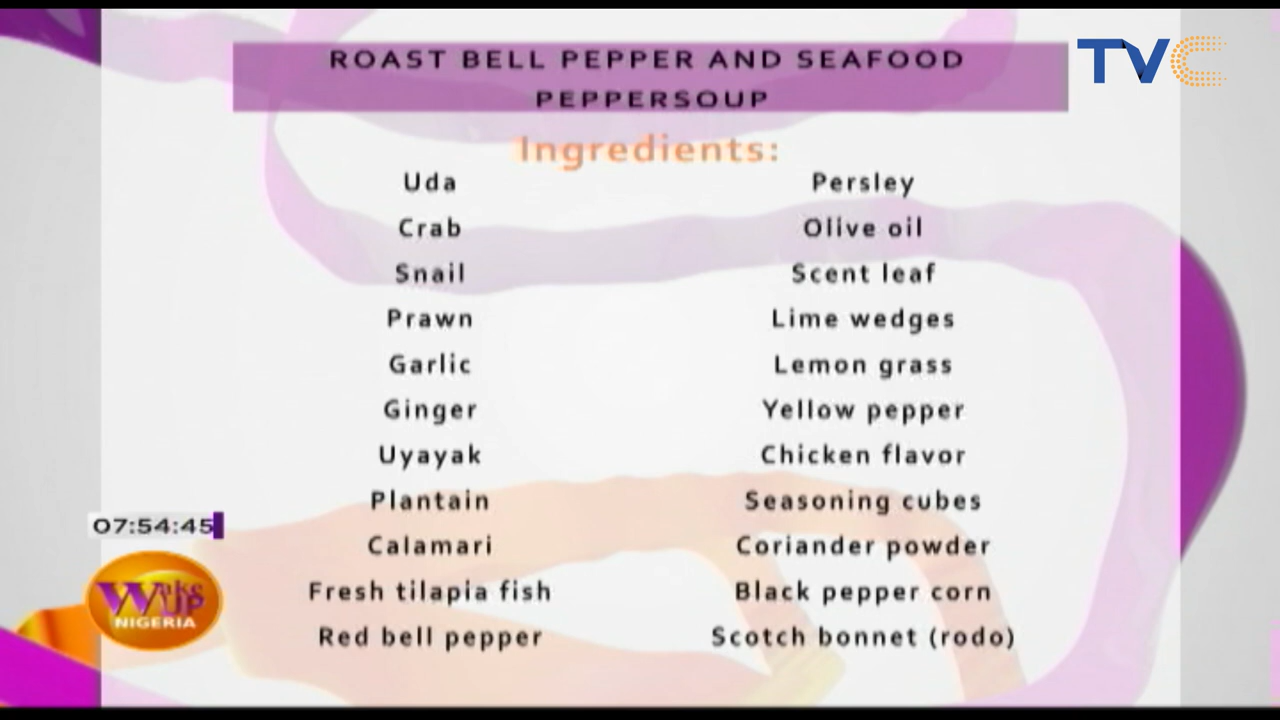 ROAST BELL PEPPER AND SEAFOOD
PEPPERSOUP
TVC
Ingredients:
Uda
Crab
Snail
Prawn
Garlic
Ginger
Uyayak
Plantain
Calamari
Fresh tilapia fish
Red bell pepper
Persley
Olive oil
Scent leaf
Lime wedges
Lemon grass
Yellow pepper
Chicken flavor
Seasoning cubes
Coriander powder
Black pepper corn
Scotch bonnet (rodo)
07:54:45
Wake
UP
NIGERIA